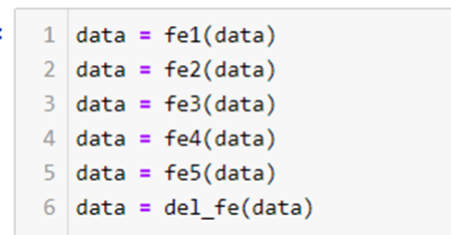 1 data = fe1(data)
2 data = fe2(data)
3 data = fe3(data)
4 data = fe4(data)
5 data = fe5(data)
6 data = del_fe(data)